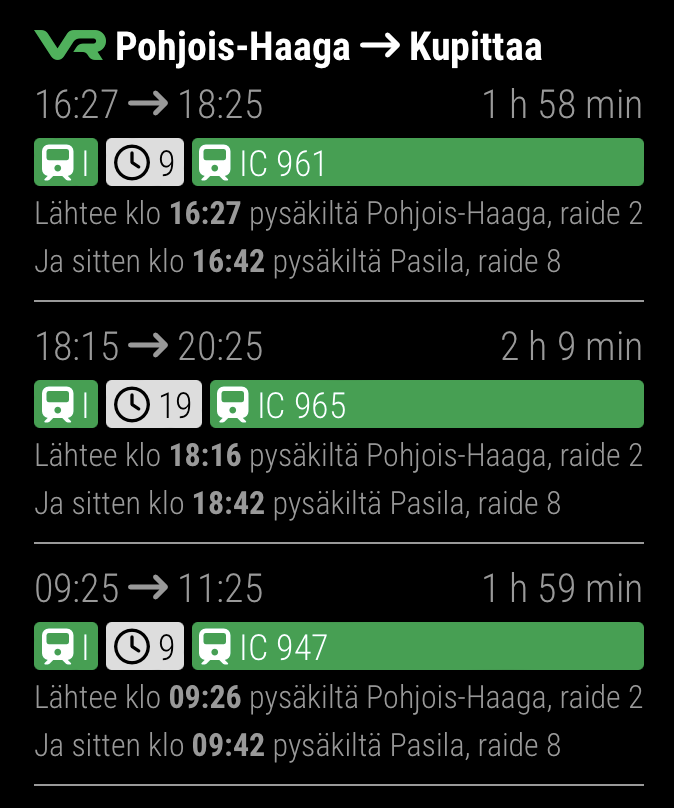 VR Pohjois-Haaga → Kupittaa
16:27 → 18:25 1 h 58 min
I 9 IC 961
Lähtee klo 16:27 pysäkiltä Pohjois-Haaga, raide 2
Ja sitten klo 16:42 pysäkiltä Pasila, raide 8
18:15 → 20:25 2 h 9 min
I 19 IC 965
Lähtee klo 18:16 pysäkiltä Pohjois-Haaga, raide 2
Ja sitten klo 18:42 pysäkiltä Pasila, raide 8
09:25 → 11:25 1 h 59 min
I 9 IC 947
Lähtee klo 09:26 pysäkiltä Pohjois-Haaga, raide 2
Ja sitten klo 09:42 pysäkiltä Pasila, raide 8